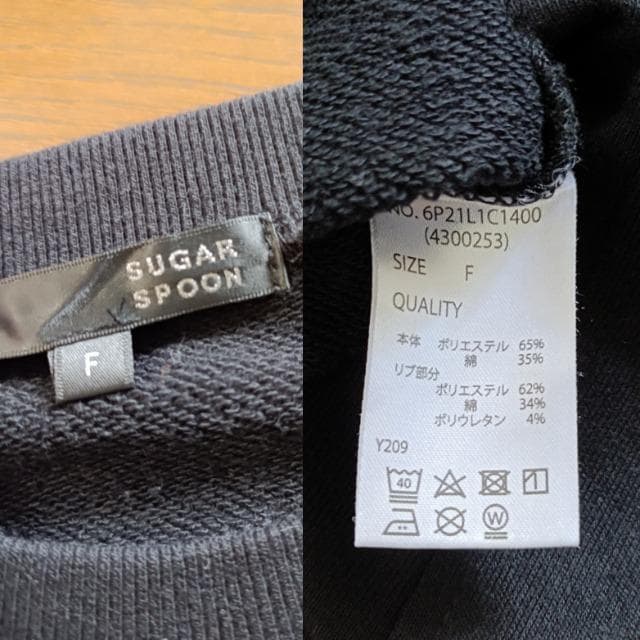 SUGAR
SPOON
F
NO. 6P21L1C1400
(4300253)
SIZE F
QUALITY
本体 ポリエステル 65%
綿 35%
リブ部分
ポリエステル 62%
綿 34%
ポリウレタン 4%
Y209
40
W